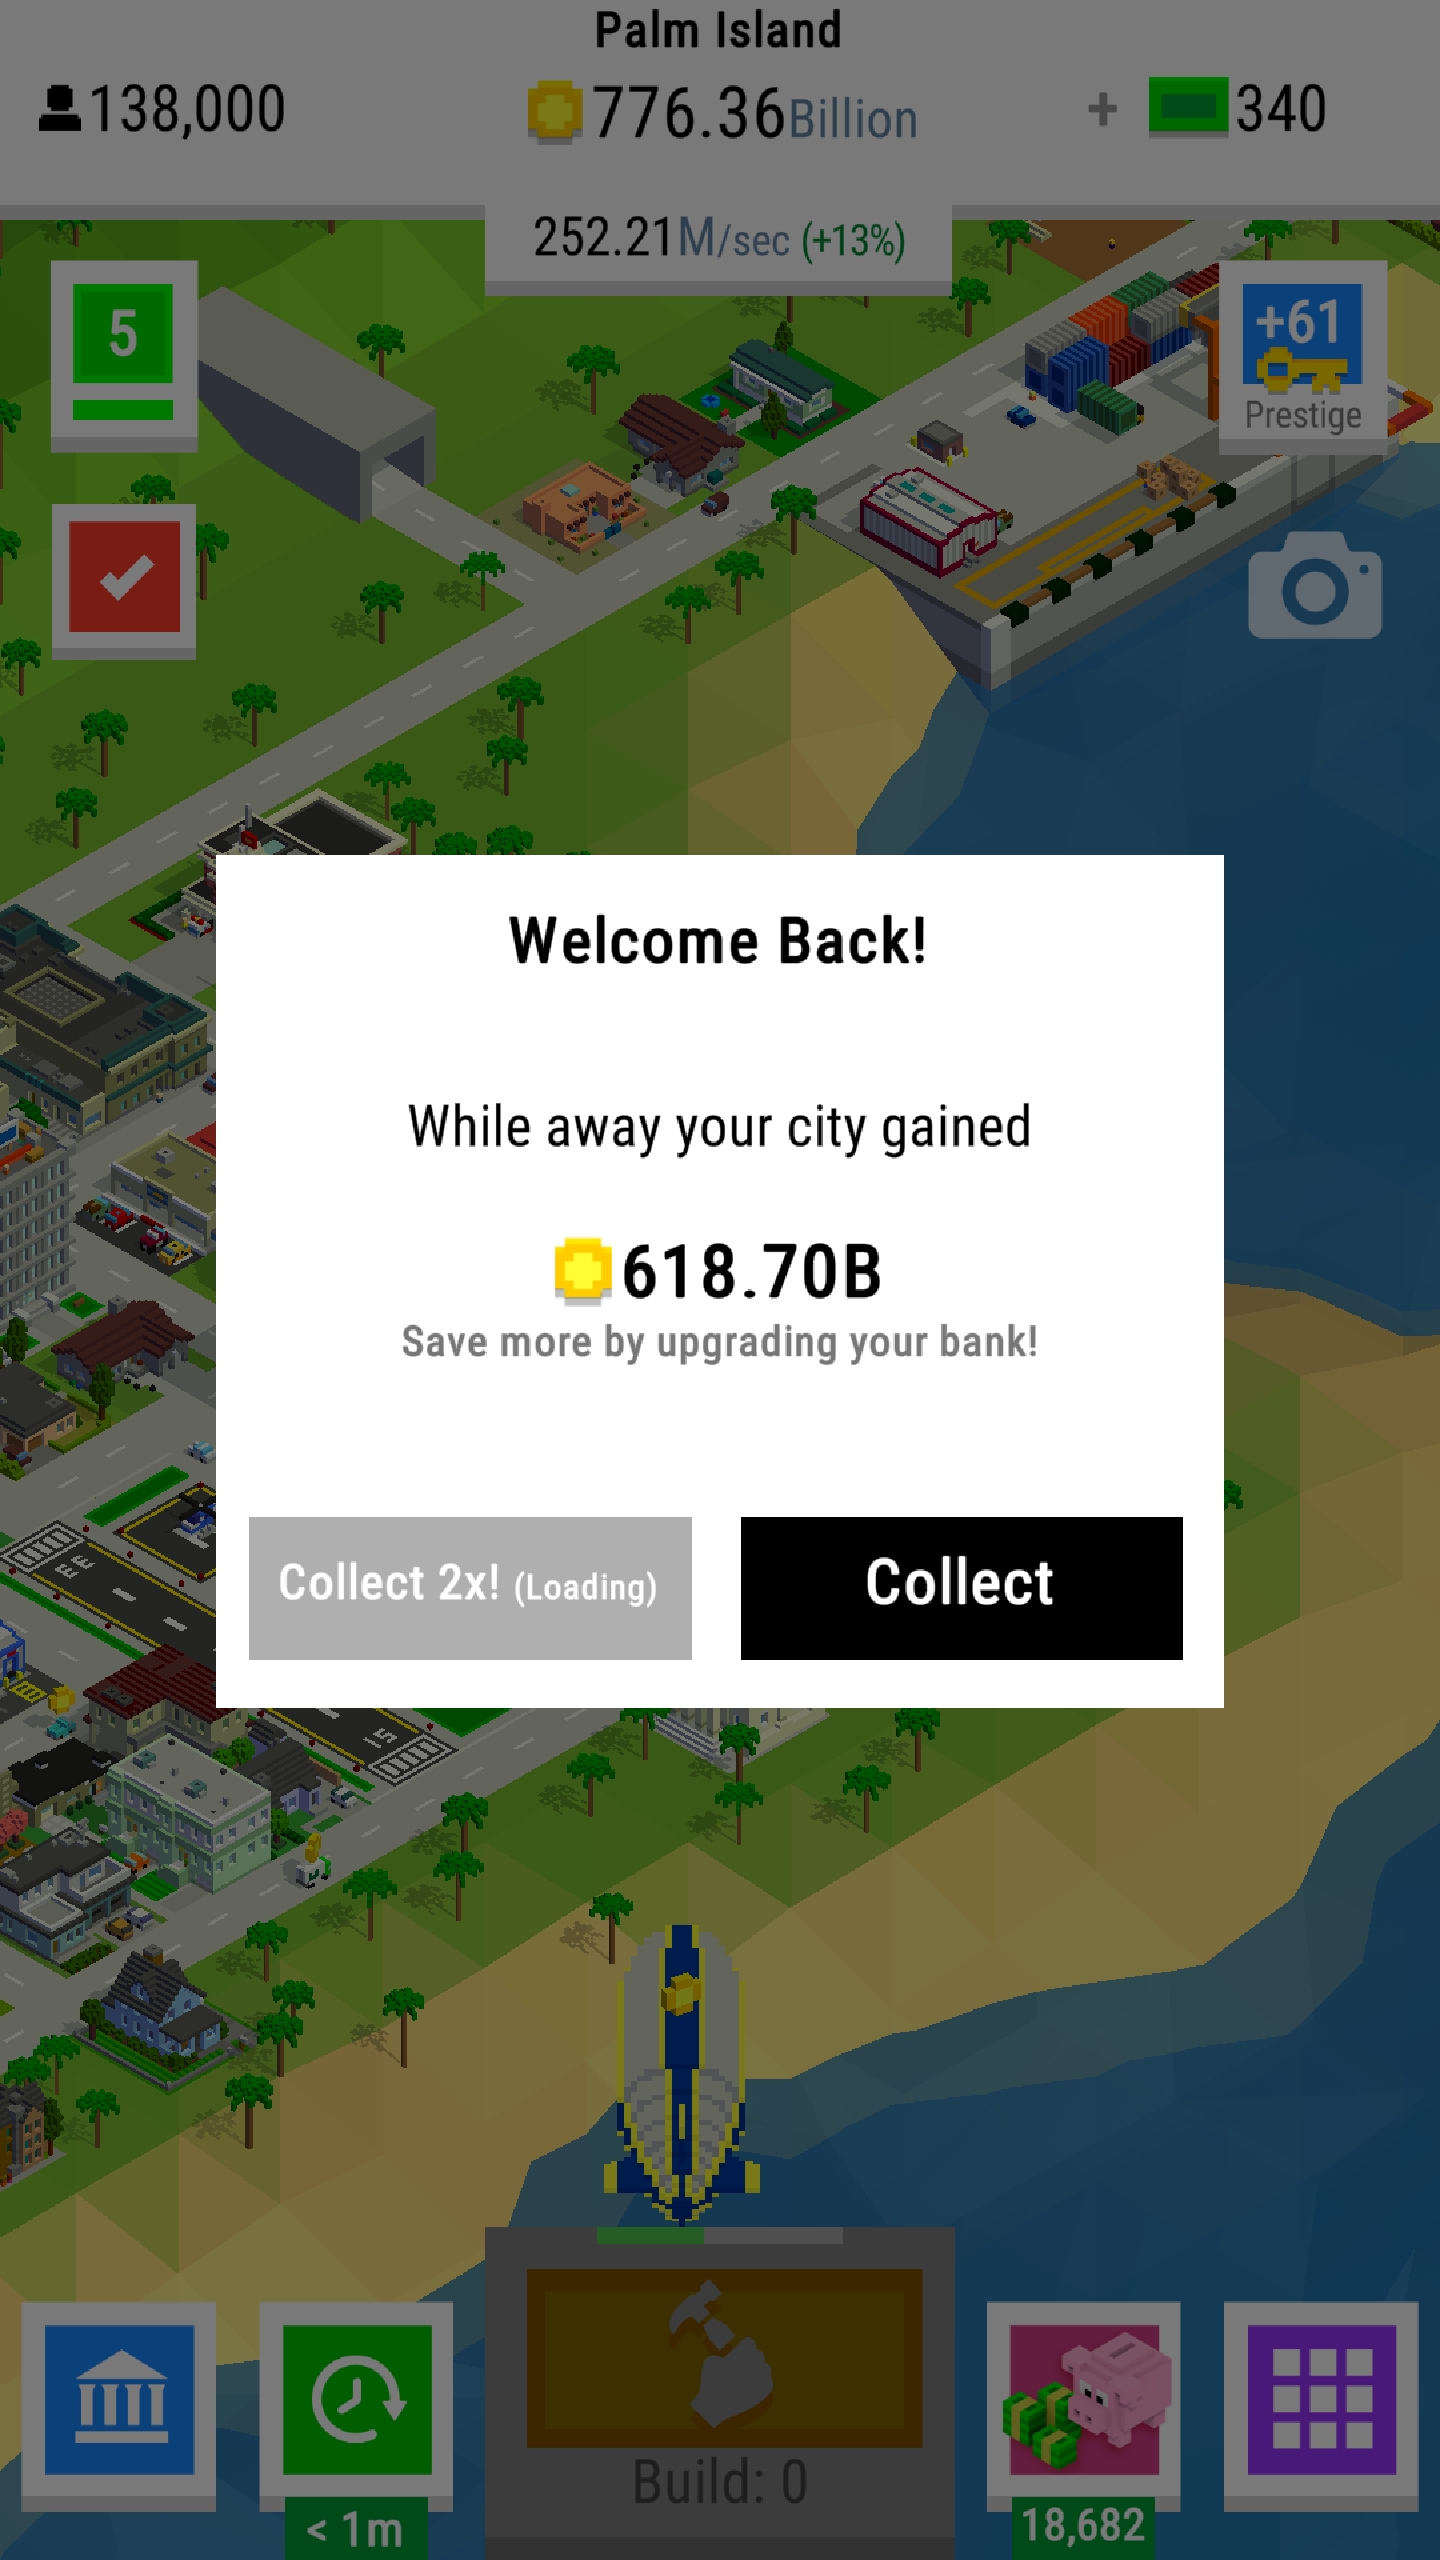 Palm Island
138,000
776.36Billion
+ 340
252.21M/sec (+13%)
5
+61
Prestige
Welcome Back!
While away your city gained
618.70B
Save more by upgrading your bank!
Collect 2x! (Loading)
Collect
33
15
Build: 0
< 1m
18,682